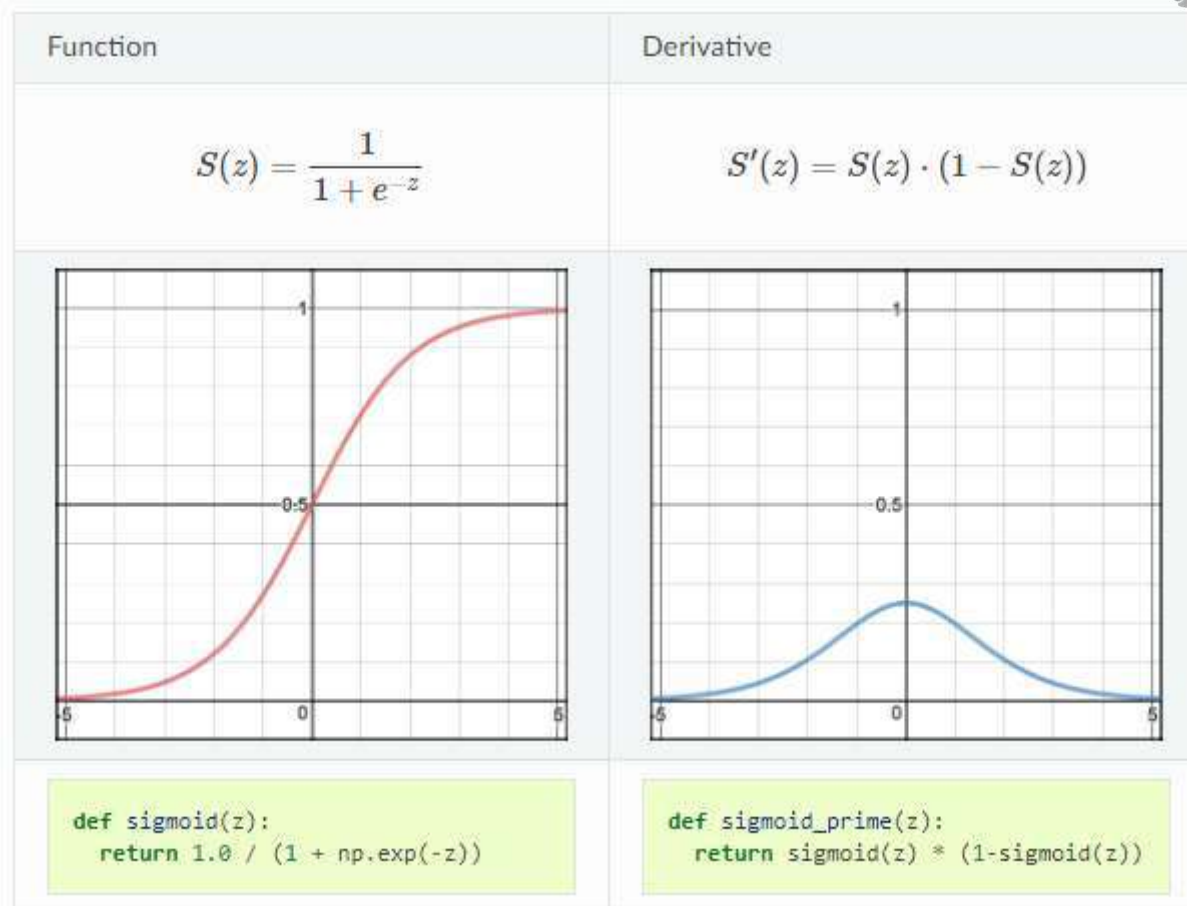 Function
Derivative
S(z) = 1 / (1 + e^{-z})
S′(z) = S(z) · (1 − S(z))
1
0.5
-5 0 5
1
0.5
-5 0 5
def sigmoid(z):
  return 1.0 / (1 + np.exp(-z))
def sigmoid_prime(z):
  return sigmoid(z) * (1-sigmoid(z))